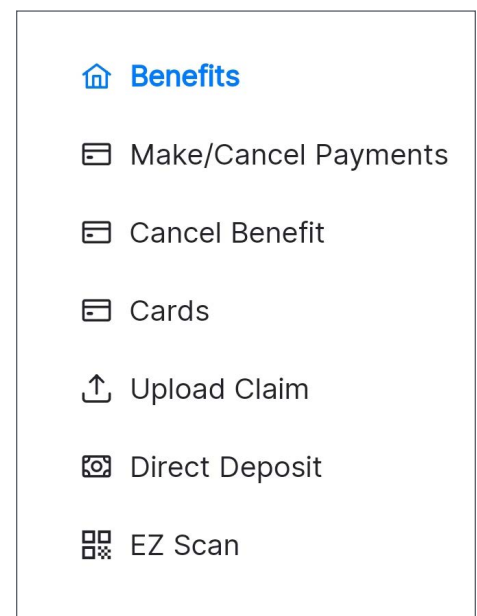 Benefits
Make/Cancel Payments
Cancel Benefit
Cards
Upload Claim
Direct Deposit
EZ Scan